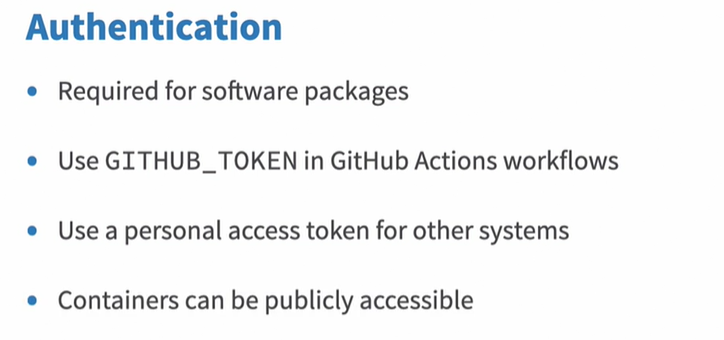 Authentication
• Required for software packages
• Use GITHUB_TOKEN in GitHub Actions workflows
• Use a personal access token for other systems
• Containers can be publicly accessible